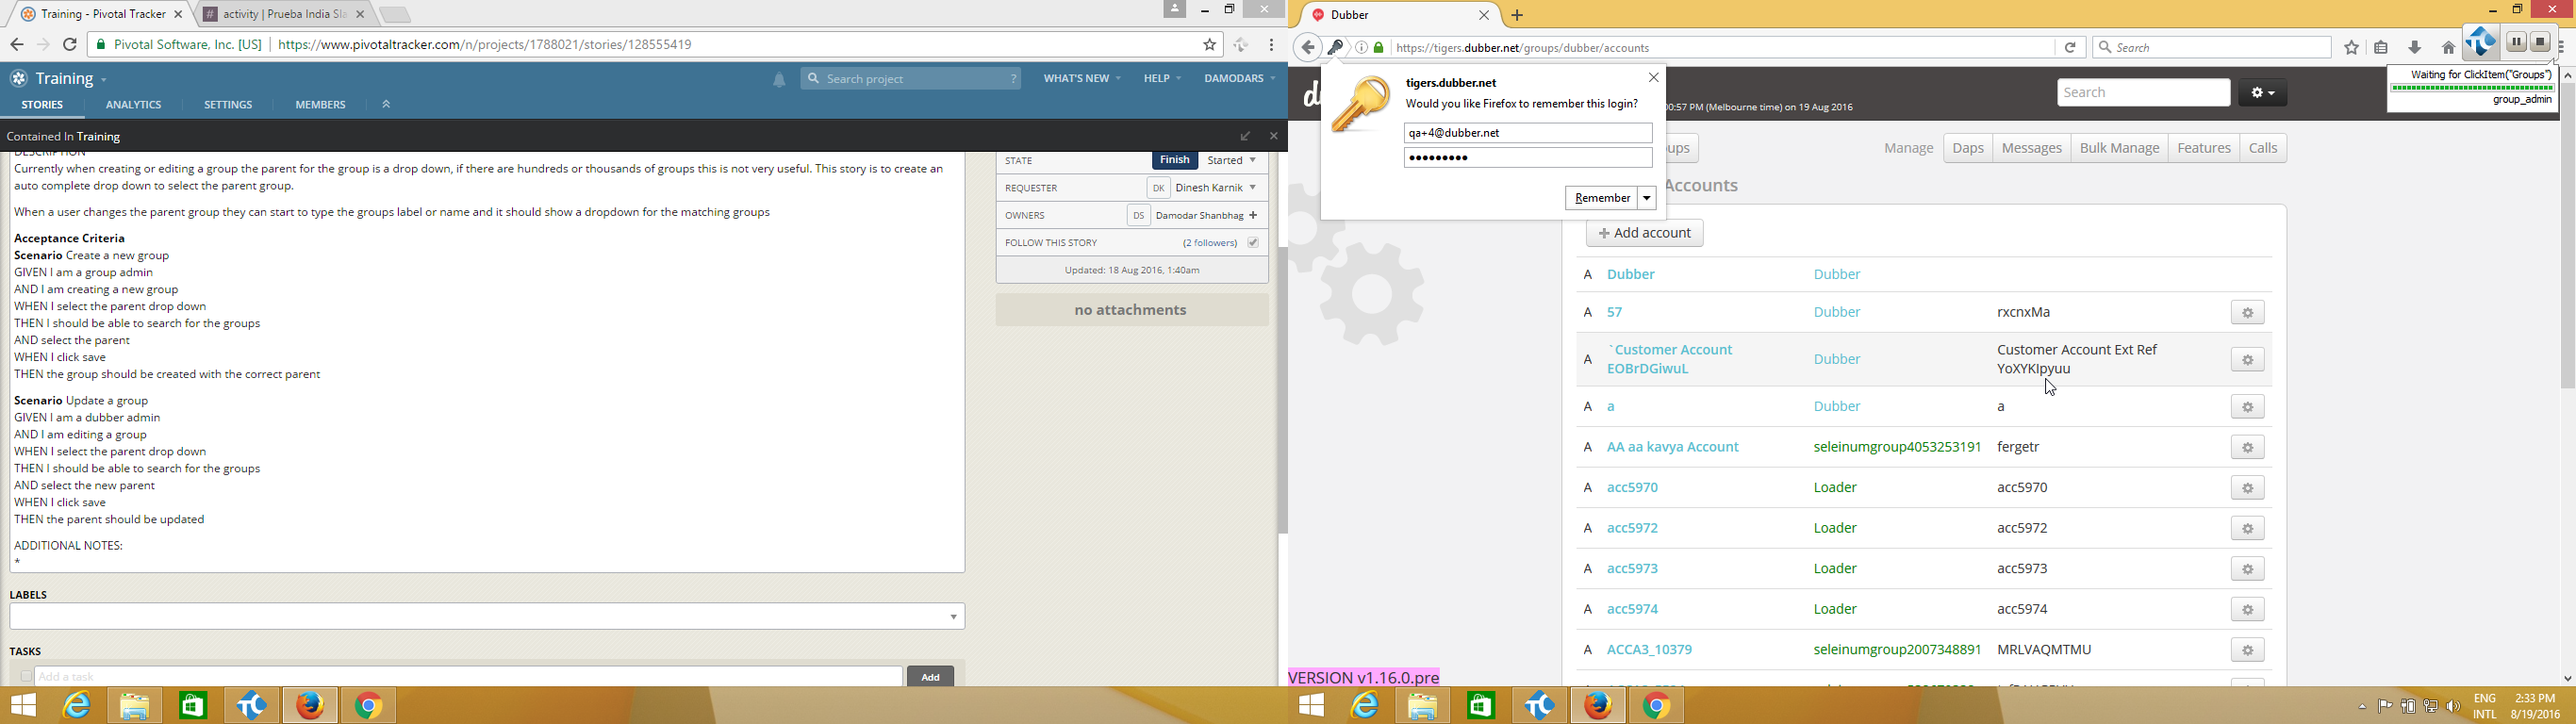 Training - Pivotal Tracker
activity | Prueba India Sla
Pivotal Software, Inc. [US]
https://www.pivotaltracker.com/n/projects/1788021/stories/128555419
Training
Search project
?
WHAT'S NEW
HELP
DAMODARS
STORIES
ANALYTICS
SETTINGS
MEMBERS
Contained In Training
DESCRIPTION
Currently when creating or editing a group the parent for the group is a drop down, if there are hundreds or thousands of groups this is not very useful. This story is to create an
auto complete drop down to select the parent group.
When a user changes the parent group they can start to type the groups label or name and it should show a dropdown for the matching groups
Acceptance Criteria
Scenario Create a new group
GIVEN I am a group admin
AND I am creating a new group
WHEN I select the parent drop down
THEN I should be able to search for the groups
AND select the parent
WHEN I click save
THEN the group should be created with the correct parent
Scenario Update a group
GIVEN I am a dubber admin
AND I am editing a group
WHEN I select the parent drop down
THEN I should be able to search for the groups
AND select the new parent
WHEN I click save
THEN the parent should be updated
ADDITIONAL NOTES:
*
LABELS
TASKS
Add a task
Add
STATE Finish Started
REQUESTER DK Dinesh Karnik
OWNERS DS Damodar Shanbhag +
FOLLOW THIS STORY (2 followers)
Updated: 18 Aug 2016, 1:40am
no attachments
Dubber
https://tigers.dubber.net/groups/dubber/accounts
Search
Waiting for ClickItem("Groups")
group_admin
tigers.dubber.net
Would you like Firefox to remember this login?
qa+4@dubber.net
Remember
00:57 PM (Melbourne time) on 19 Aug 2016
Search
ups
Manage
Daps
Messages
Bulk Manage
Features
Calls
Accounts
+ Add account
A Dubber Dubber
A 57 Dubber rxcnxMa
A `Customer Account EOBrDGiwuL Dubber Customer Account Ext Ref YoXYKIpyuu
A a Dubber a
A AA aa kavya Account seleinumgroup4053253191 fergetr
A acc5970 Loader acc5970
A acc5972 Loader acc5972
A acc5973 Loader acc5973
A acc5974 Loader acc5974
A ACCA3_10379 seleinumgroup2007348891 MRLVAQMTMU
VERSION v1.16.0.pre
ENG
INTL
2:33 PM
8/19/2016